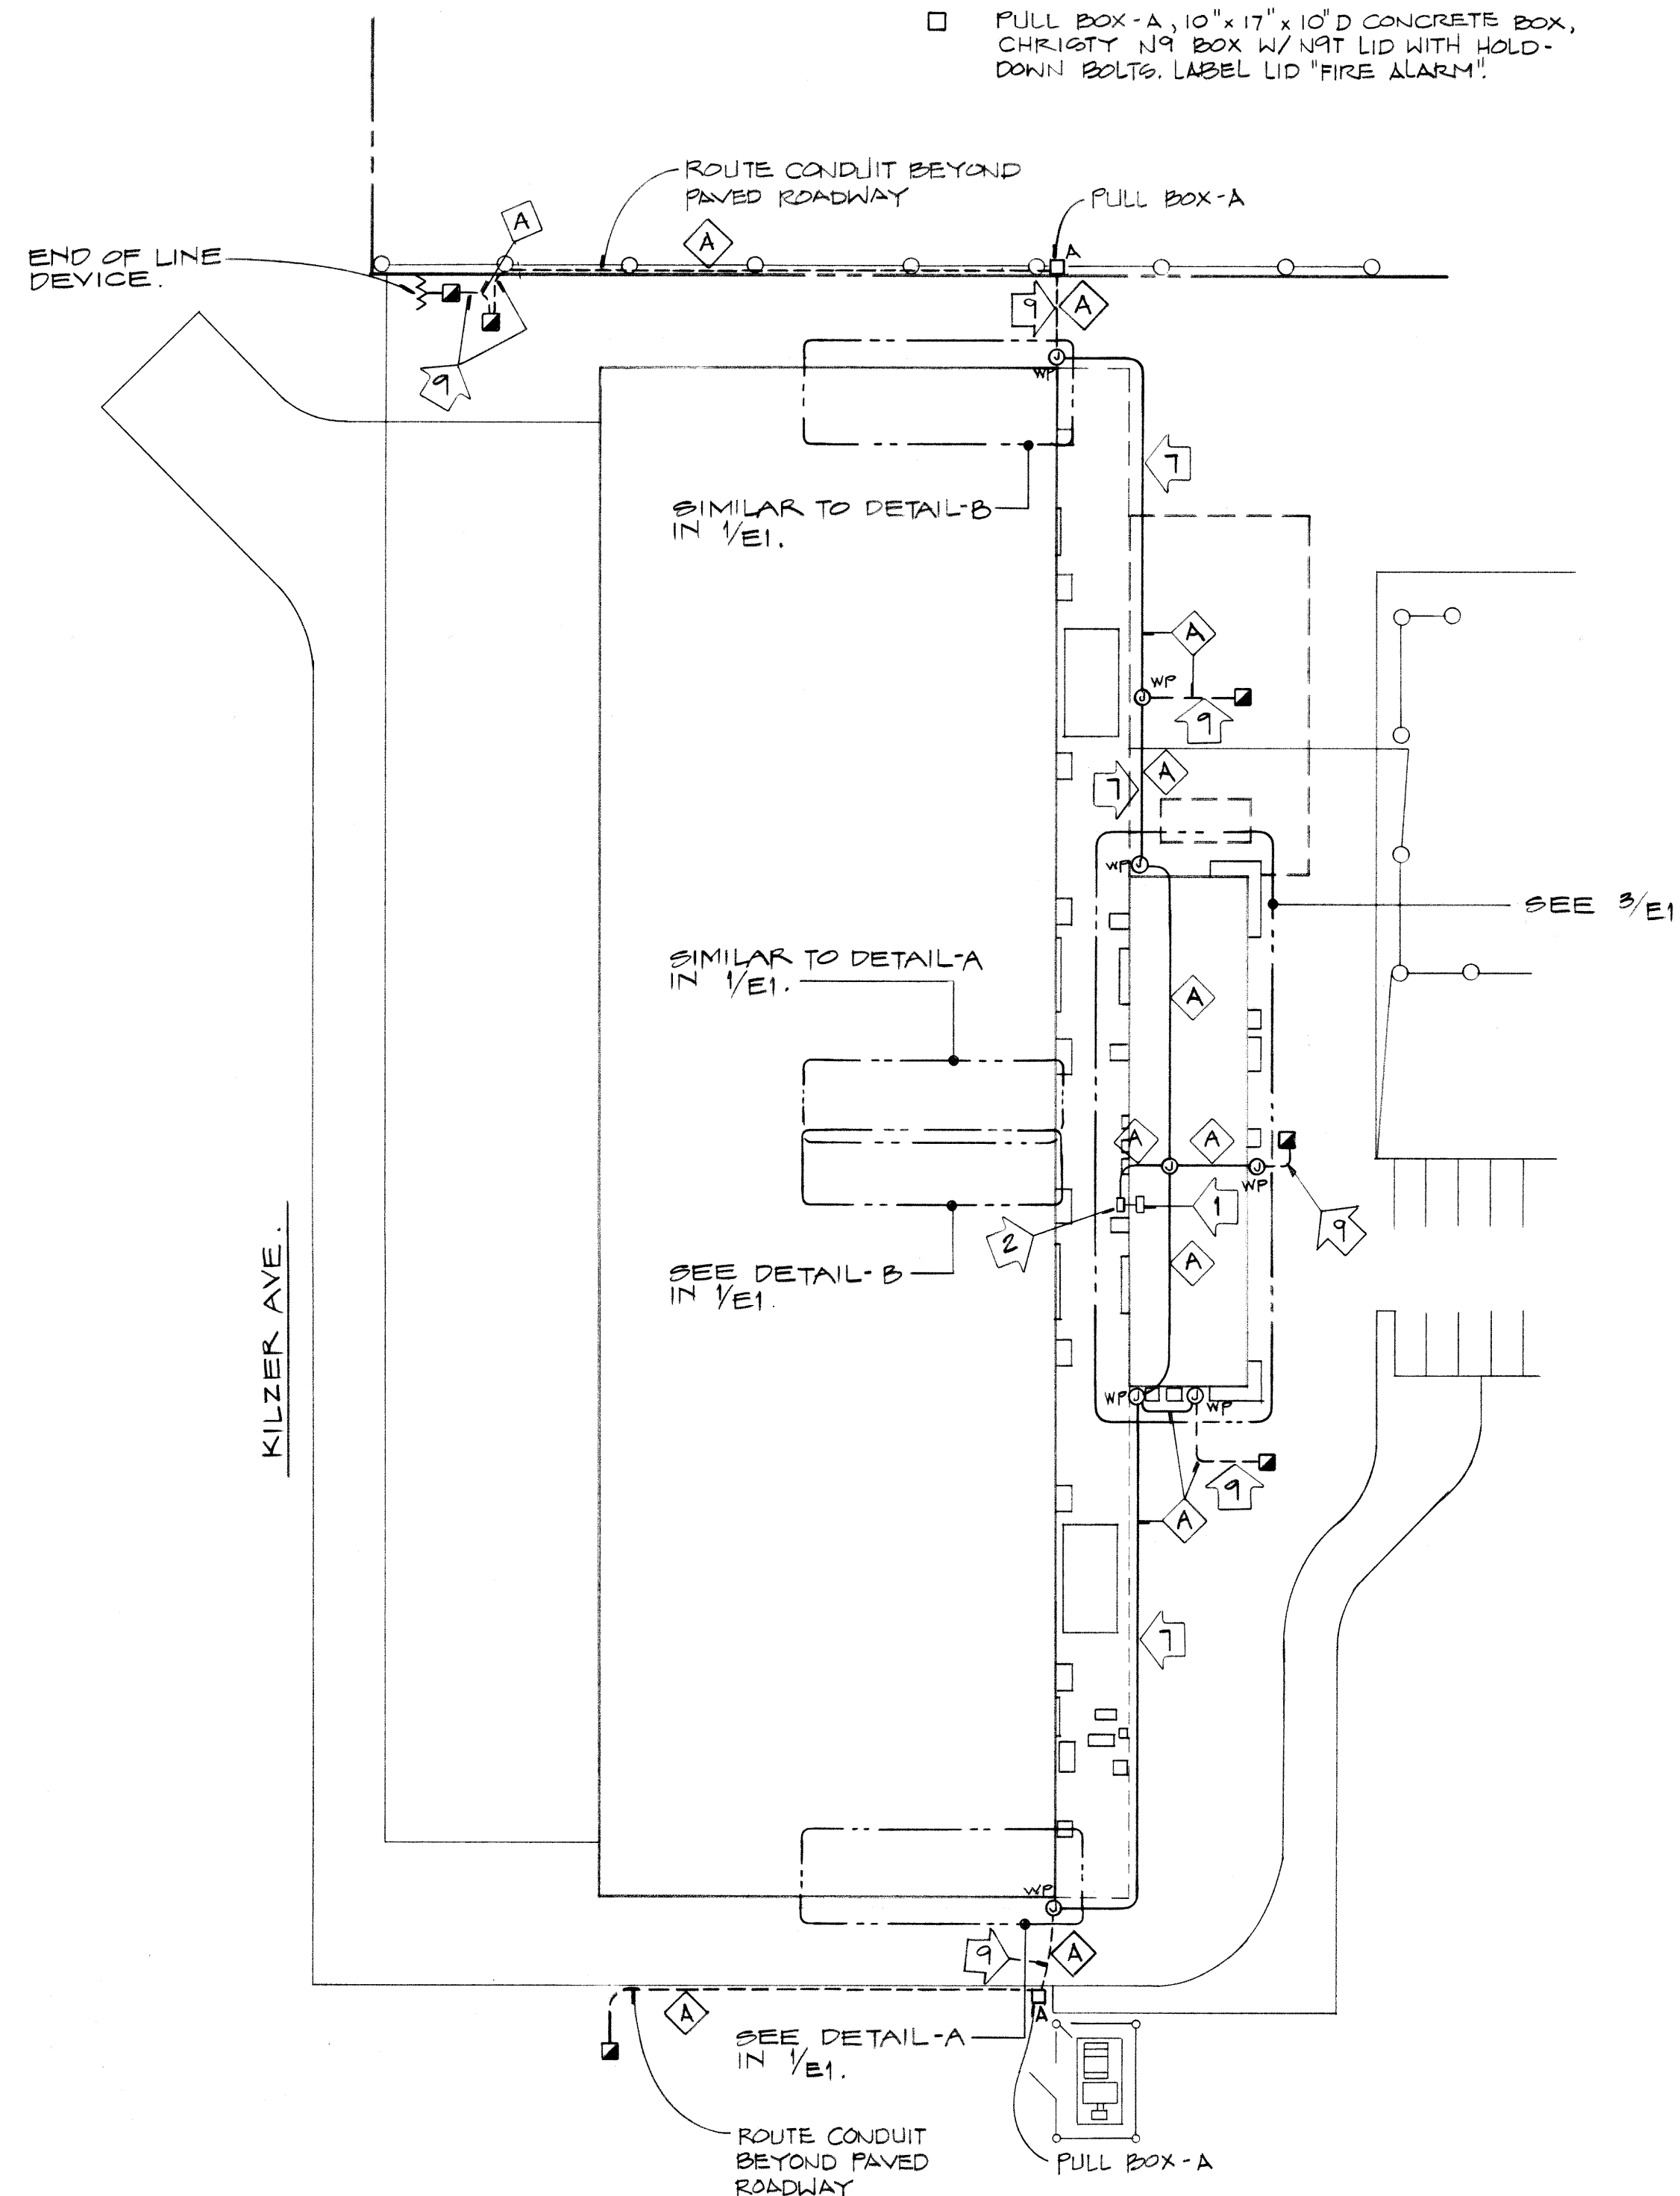 PULL BOX-A, 10"x 17"x 10"D CONCRETE BOX,
CHRISTY N9 BOX W/ N9T LID WITH HOLD-
DOWN BOLTS. LABEL LID "FIRE ALARM".
ROUTE CONDUIT BEYOND
PAVED ROADWAY
PULL BOX-A
A
A
END OF LINE
DEVICE.
A
9
A
9
J
WP
7
SIMILAR TO DETAIL-B
IN 1/E1.
A
WP
J
9
A
7
WP
J
SEE 3/E1
SIMILAR TO DETAIL-A
IN 1/E1.
A
A
A
J
J
WP
1
2
9
A
SEE DETAIL-B
IN 1/E1.
KILZER AVE.
WP
J
J
WP
9
A
7
WP
J
9
A
A
A
SEE DETAIL-A
IN 1/E1.
ROUTE CONDUIT
BEYOND PAVED
ROADWAY
PULL BOX-A